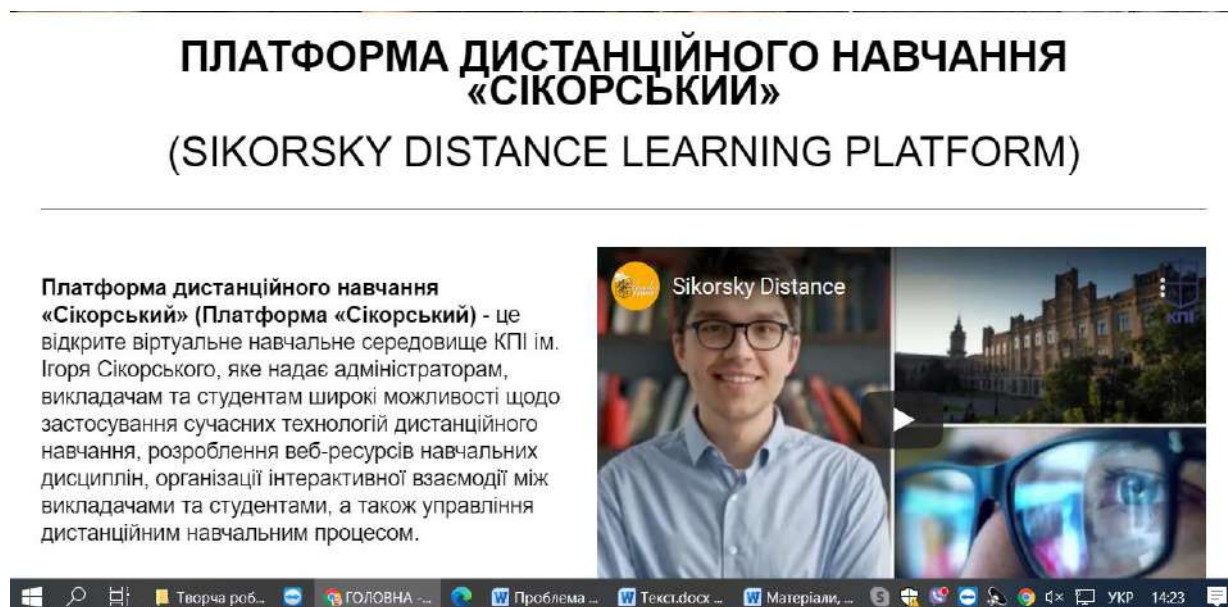 ПЛАТФОРМА ДИСТАНЦІЙНОГО НАВЧАННЯ
«СІКОРСЬКИЙ»
(SIKORSKY DISTANCE LEARNING PLATFORM)
Платформа дистанційного навчання
«Сікорський» (Платформа «Сікорський) - це
відкрите віртуальне навчальне середовище КПІ ім.
Ігоря Сікорського, яке надає адміністраторам,
викладачам та студентам широкі можливості щодо
застосування сучасних технологій дистанційного
навчання, розроблення веб-ресурсів навчальних
дисциплін, організації інтерактивної взаємодії між
викладачами та студентами, а також управління
дистанційним навчальним процесом.
Sikorsky Distance
КПІ
Творча роб... ГОЛОВНА -... Проблема ... Текст.docx ... Матеріали, ... УКР 14:23